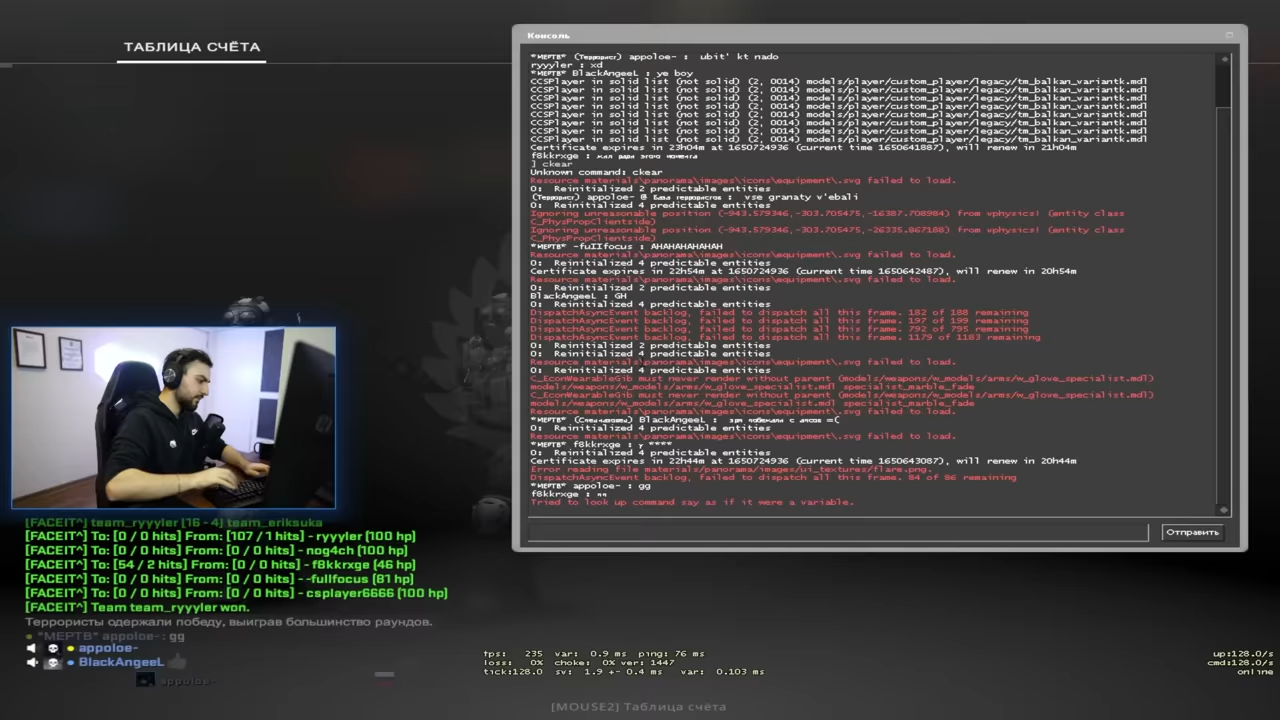 ТАБЛИЦА СЧЁТА
Консоль
*МЕРТВ* (Террорист) appoloe- : ubit' kt nado
ryyyler : xd
*МЕРТВ* BlackAngeeL : ye boy
CCSPlayer in solid list (not solid) (2, 0014) models/player/custom_player/legacy/tm_balkan_variantk.mdl
CCSPlayer in solid list (not solid) (2, 0014) models/player/custom_player/legacy/tm_balkan_variantk.mdl
CCSPlayer in solid list (not solid) (2, 0014) models/player/custom_player/legacy/tm_balkan_variantk.mdl
CCSPlayer in solid list (not solid) (2, 0014) models/player/custom_player/legacy/tm_balkan_variantk.mdl
CCSPlayer in solid list (not solid) (2, 0014) models/player/custom_player/legacy/tm_balkan_variantk.mdl
CCSPlayer in solid list (not solid) (2, 0014) models/player/custom_player/legacy/tm_balkan_variantk.mdl
CCSPlayer in solid list (not solid) (2, 0014) models/player/custom_player/legacy/tm_balkan_variantk.mdl
CCSPlayer in solid list (not solid) (2, 0014) models/player/custom_player/legacy/tm_balkan_variantk.mdl
Certificate expires in 23h04m at 1650724936 (current time 1650641887), will renew in 21h04m
f8kkrxge : жил ради этого момента
] ckear
Unknown command: ckear
Resource materials\panorama\images\icons\equipment\.svg failed to load.
0: Reinitialized 2 predictable entities
(Террорист) appoloe- @ База террористов : vse granaty v'ebali
0: Reinitialized 4 predictable entities
Ignoring unreasonable position (-943.579346,-303.705475,-16387.708984) from vphysics! (entity class
C_PhysPropClientside)
Ignoring unreasonable position (-943.579346,-303.705475,-26335.867188) from vphysics! (entity class
C_PhysPropClientside)
*МЕРТВ* -fullfocus : AHAHAHAHAHAH
Resource materials\panorama\images\icons\equipment\.svg failed to load.
0: Reinitialized 4 predictable entities
Certificate expires in 22h54m at 1650724936 (current time 1650642487), will renew in 20h54m
Resource materials\panorama\images\icons\equipment\.svg failed to load.
0: Reinitialized 2 predictable entities
BlackAngeeL : GH
0: Reinitialized 4 predictable entities
DispatchAsyncEvent backlog, failed to dispatch all this frame. 182 of 188 remaining
DispatchAsyncEvent backlog, failed to dispatch all this frame. 197 of 199 remaining
DispatchAsyncEvent backlog, failed to dispatch all this frame. 792 of 795 remaining
DispatchAsyncEvent backlog, failed to dispatch all this frame. 1179 of 1183 remaining
0: Reinitialized 2 predictable entities
0: Reinitialized 4 predictable entities
Resource materials\panorama\images\icons\equipment\.svg failed to load.
0: Reinitialized 4 predictable entities
C_EconWearableGib must never render without parent (models/weapons/w_models/arms/w_glove_specialist.mdl)
models/weapons/w_models/arms/w_glove_specialist.mdl specialist_marble_fade
C_EconWearableGib must never render without parent (models/weapons/w_models/arms/w_glove_specialist.mdl)
models/weapons/w_models/arms/w_glove_specialist.mdl specialist_marble_fade
Resource materials\panorama\images\icons\equipment\.svg failed to load.
*МЕРТВ* (Спецназовец) BlackAngeeL : зря побежали с =(
0: Reinitialized 4 predictable entities
Resource materials\panorama\images\icons\equipment\.svg failed to load.
*МЕРТВ* f8kkrxge : у ****
0: Reinitialized 4 predictable entities
Certificate expires in 22h44m at 1650724936 (current time 1650643087), will renew in 20h44m
Error reading file materials/panorama/images/ui_textures/flare.png.
DispatchAsyncEvent backlog, failed to dispatch all this frame. 84 of 86 remaining
*МЕРТВ* appoloe- : gg
f8kkrxge :
Tried to look up command say as if it were a variable.
Отправить
[FACEIT^] team_ryyyler [16 - 4] team_eriksuka
[FACEIT^] To: [0 / 0 hits] From: [107 / 1 hits] - ryyyler (100 hp)
[FACEIT^] To: [0 / 0 hits] From: [0 / 0 hits] - nog4ch (100 hp)
[FACEIT^] To: [54 / 2 hits] From: [0 / 0 hits] - f8kkrxge (46 hp)
[FACEIT^] To: [0 / 0 hits] From: [0 / 0 hits] - -fullfocus (81 hp)
[FACEIT^] To: [0 / 0 hits] From: [0 / 0 hits] - csplayer6666 (100 hp)
[FACEIT^] Team team_ryyyler won.
Террористы одержали победу, выиграв большинство раундов.
*МЕРТВ* appoloe- : gg
appoloe-
BlackAngeeL
appoloe-
fps: 235 var: 0.9 ms ping: 76 ms
loss: 0% choke: 0% ver: 1447
tick:128.0 sv: 1.9 +- 0.4 ms var: 0.103 ms
up:128.0/s
cmd:128.0/s
online
[MOUSE2] Таблица счёта